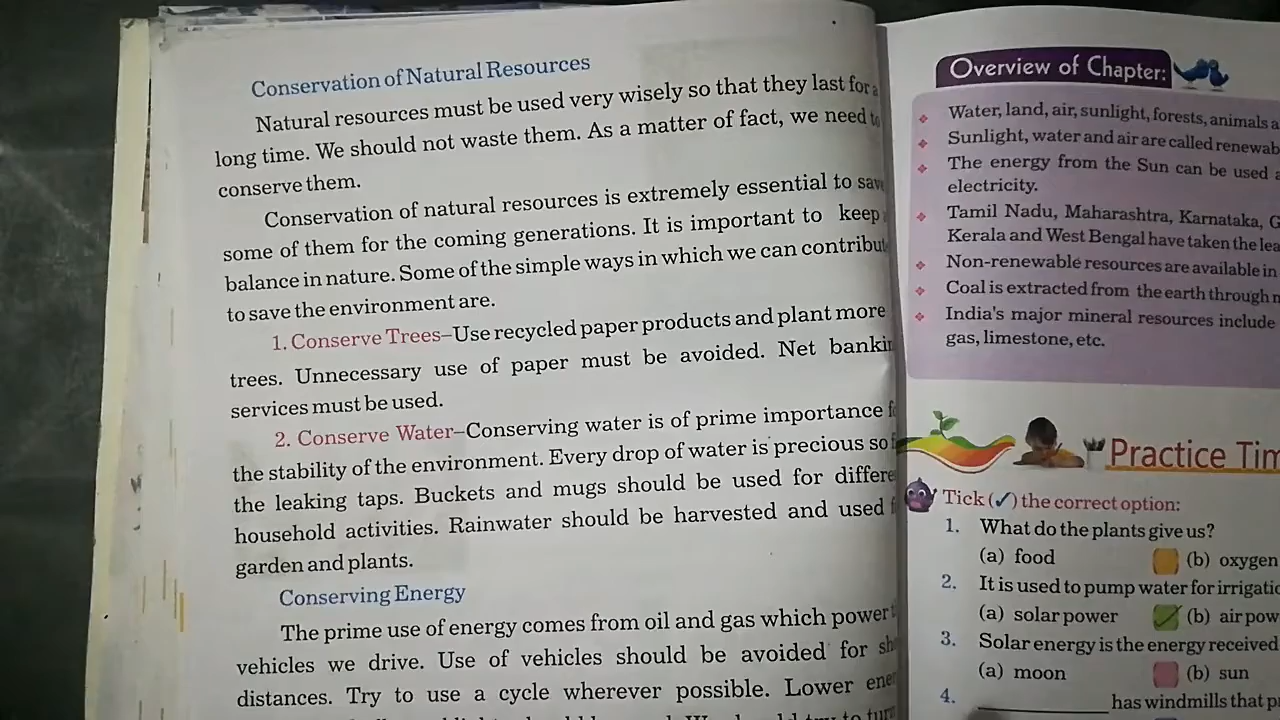 Conservation of Natural Resources
Natural resources must be used very wisely so that they last for a
long time. We should not waste them. As a matter of fact, we need to
conserve them.
Conservation of natural resources is extremely essential to save
some of them for the coming generations. It is important to keep
balance in nature. Some of the simple ways in which we can contribut
to save the environment are.
1. Conserve Trees–Use recycled paper products and plant more
trees. Unnecessary use of paper must be avoided. Net bankin
services must be used.
2. Conserve Water–Conserving water is of prime importance f
the stability of the environment. Every drop of water is precious so
the leaking taps. Buckets and mugs should be used for differe
household activities. Rainwater should be harvested and used f
garden and plants.
Conserving Energy
The prime use of energy comes from oil and gas which power
vehicles we drive. Use of vehicles should be avoided for sh
distances. Try to use a cycle wherever possible. Lower ener
Overview of Chapter:
Water, land, air, sunlight, forests, animals a
Sunlight, water and air are called renewab
The energy from the Sun can be used a
electricity.
Tamil Nadu, Maharashtra, Karnataka, G
Kerala and West Bengal have taken the lea
Non-renewable resources are available in
Coal is extracted from the earth through m
India's major mineral resources include
gas, limestone, etc.
Practice Tim
Tick (✓) the correct option:
1. What do the plants give us?
(a) food (b) oxygen
2. It is used to pump water for irrigatio
(a) solar power (b) air pow
3. Solar energy is the energy received
(a) moon (b) sun
4. __________ has windmills that p